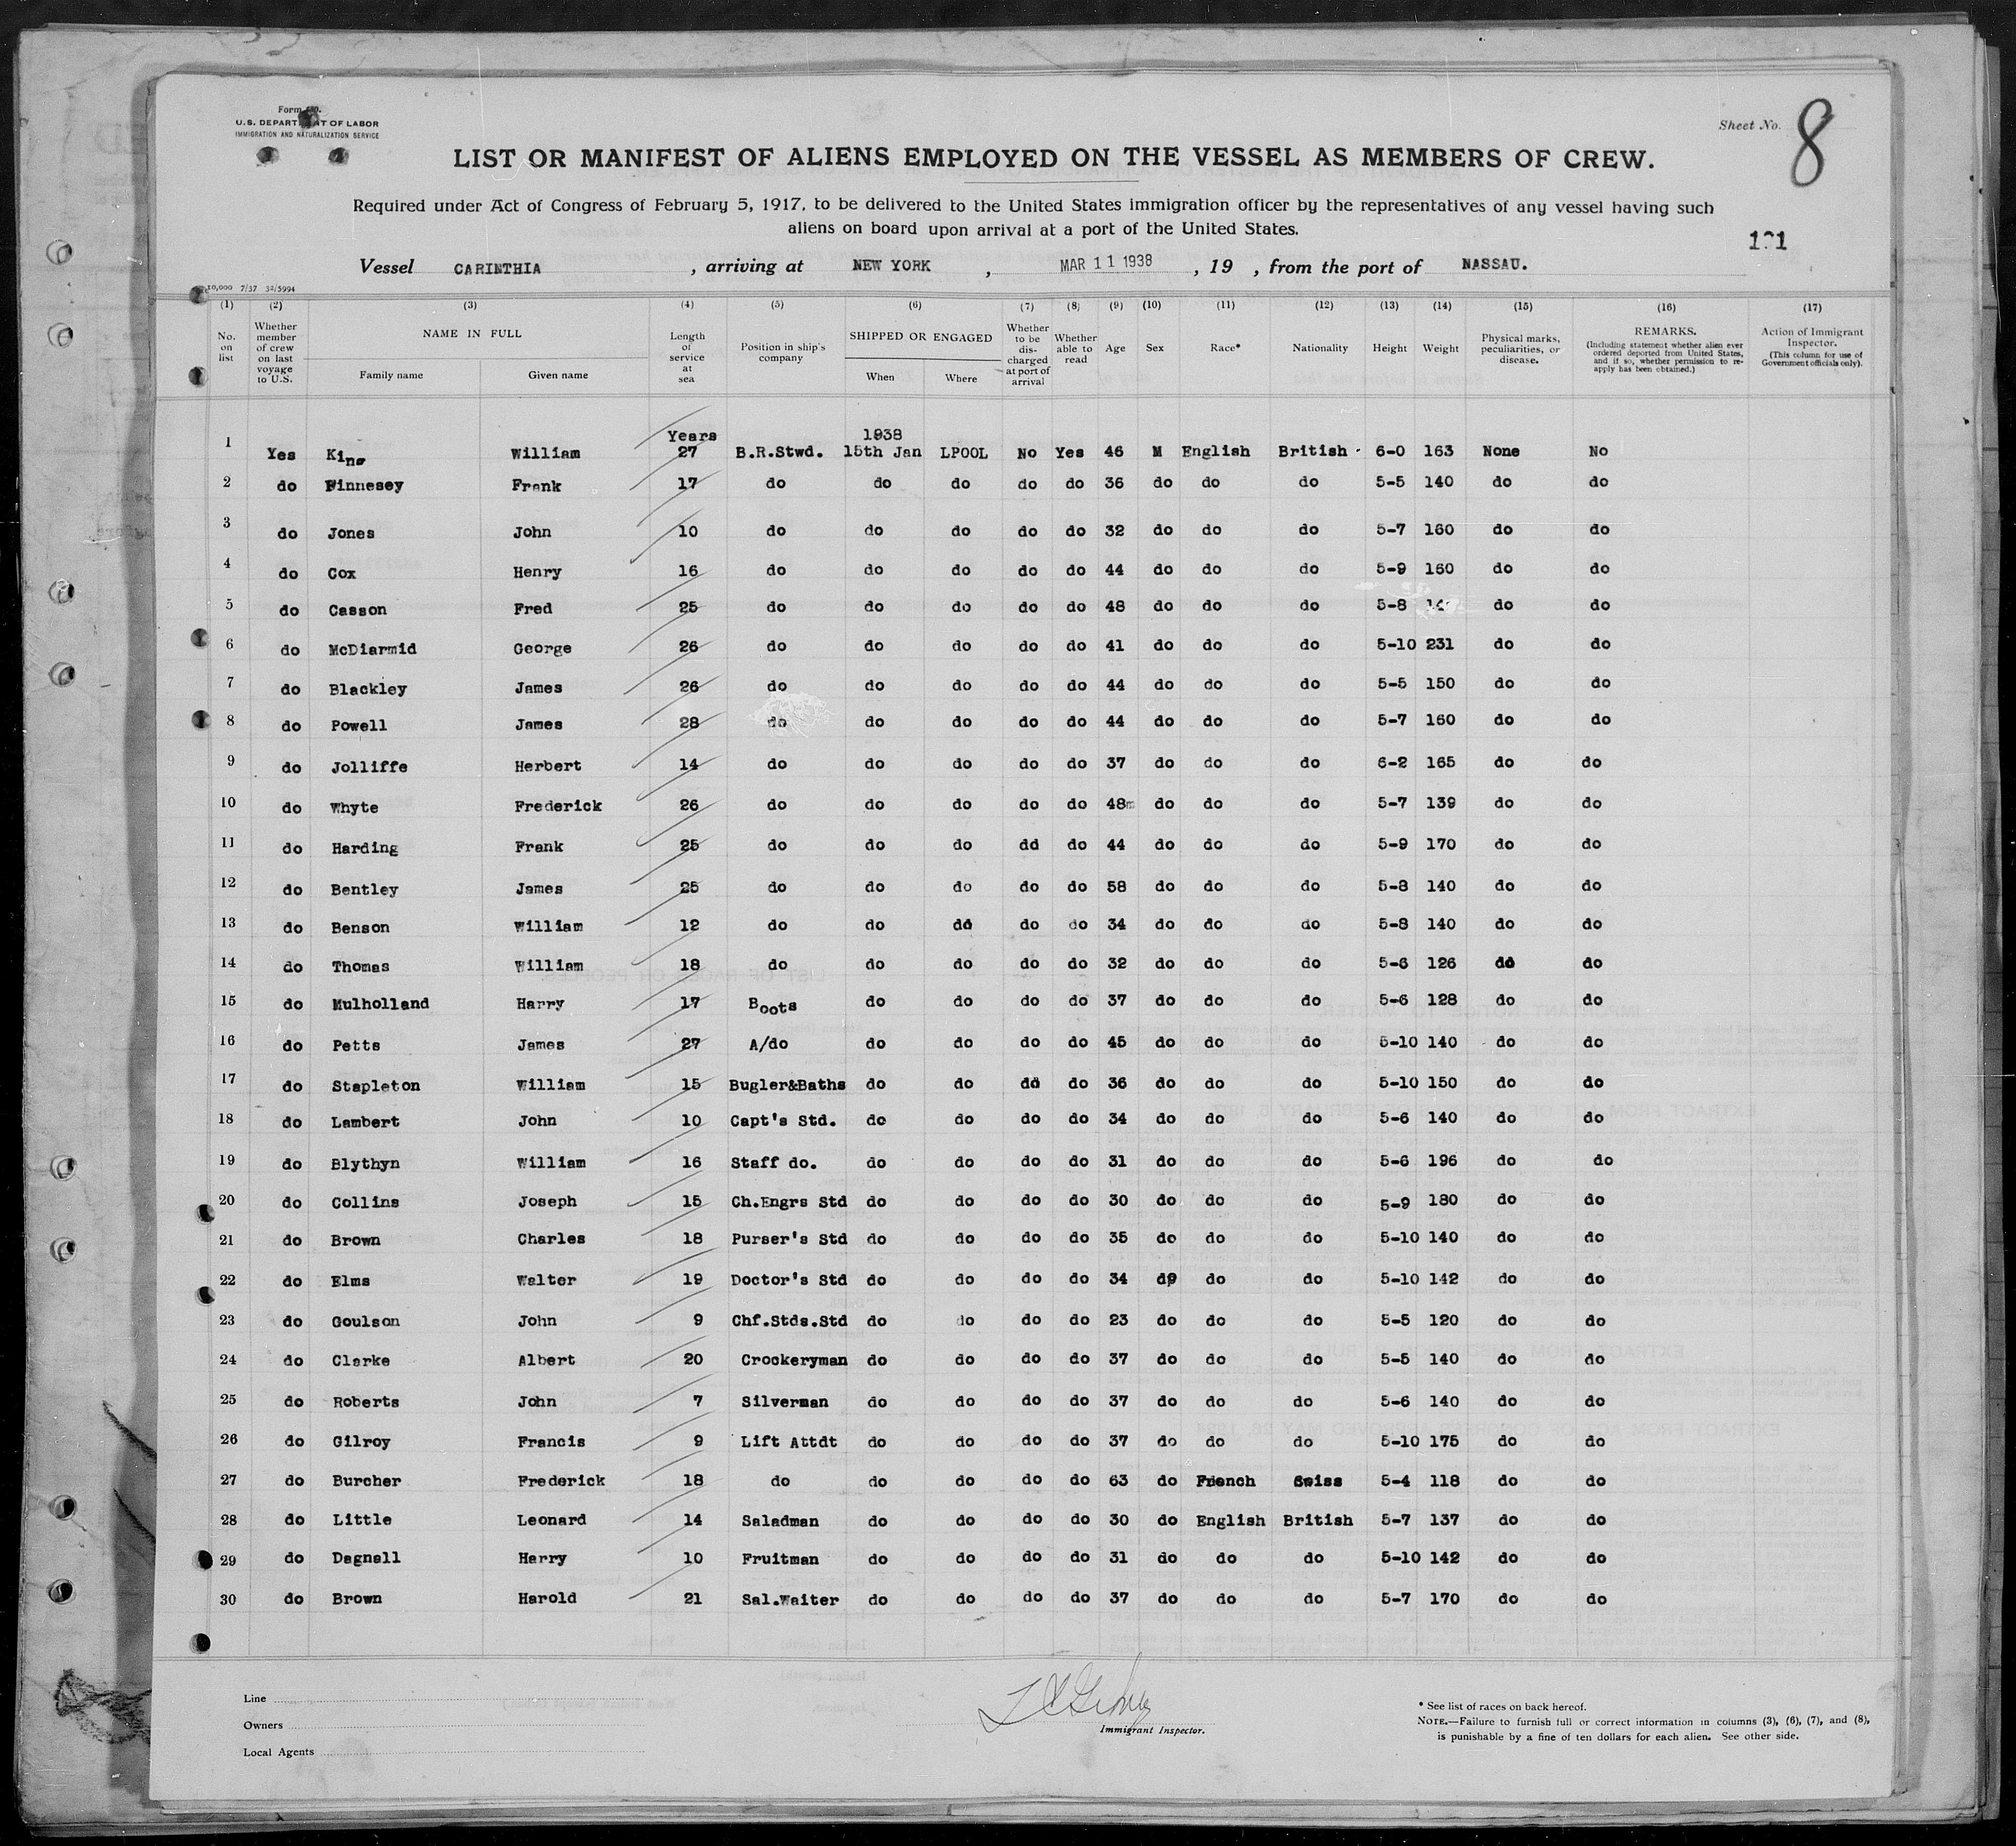 Form
U.S. DEPARTMENT OF LABOR
IMMIGRATION AND NATURALIZATION SERVICE
Sheet No. 8
LIST OR MANIFEST OF ALIENS EMPLOYED ON THE VESSEL AS MEMBERS OF CREW.
Required under Act of Congress of February 5, 1917, to be delivered to the United States immigration officer by the representatives of any vessel having such
aliens on board upon arrival at a port of the United States.
Vessel CARINTHIA, arriving at NEW YORK, MAR 11 1938, 19 , from the port of NASSAU.
10,000 7/37 32/5994
(1) (2) (3) (4) (5) (6) (7) (8) (9) (10) (11) (12) (13) (14) (15) (16) (17)
No. on list
Whether member of crew on last voyage to U.S.
NAME IN FULL
Family name
Given name
Length of service at sea
Position in ship's company
SHIPPED OR ENGAGED
When
Where
Whether to be discharged at port of arrival
Whether able to read
Age
Sex
Race*
Nationality
Height
Weight
Physical marks, peculiarities, or disease.
REMARKS.
(Including statement whether alien ever ordered deported from United States, and if so, whether permission to reapply has been obtained.)
Action of Immigrant Inspector.
(This column for use of Government officials only).
Years 1938
1 Yes King William 27 B.R.Stwd. 15th Jan LPOOL No Yes 46 M English British 6-0 163 None No
2 do Finnesey Frank 17 do do do do do 36 do do do 5-5 140 do do
3 do Jones John 10 do do do do do 32 do do do 5-7 160 do do
4 do Cox Henry 16 do do do do do 44 do do do 5-9 160 do do
5 do Casson Fred 25 do do do do do 48 do do do 5-8 do do
6 do McDiarmid George 26 do do do do do 41 do do do 5-10 231 do do
7 do Blackley James 26 do do do do do 44 do do do 5-5 150 do do
8 do Powell James 28 do do do do do 44 do do do 5-7 160 do do
9 do Jolliffe Herbert 14 do do do do do 37 do do do 6-2 165 do do
10 do Whyte Frederick 26 do do do do do 48m do do do 5-7 139 do do
11 do Harding Frank 25 do do do dd do 44 do do do 5-9 170 do do
12 do Bentley James 25 do do do do do 58 do do do 5-8 140 do do
13 do Benson William 12 do do dd do do 34 do do do 5-8 140 do do
14 do Thomas William 18 do do do do do 32 do do do 5-6 126 do do
15 do Mulholland Harry 17 Boots do do do do 37 do do do 5-6 128 do do
16 do Petts James 27 A/do do do do do 45 do do do 5-10 140 do do
17 do Stapleton William 15 Bugler&Baths do do dd do 36 do do do 5-10 150 do do
18 do Lambert John 10 Capt's Std. do do do do 34 do do do 5-6 140 do do
19 do Blythyn William 16 Staff do. do do do do 31 do do do 5-6 196 do do
20 do Collins Joseph 15 Ch.Engrs Std do do do do 30 do do do 5-9 180 do do
21 do Brown Charles 18 Purser's Std do do do do 35 do do do 5-10 140 do do
22 do Elms Walter 19 Doctor's Std do do do do 34 d9 do do 5-10 142 do do
23 do Goulson John 9 Chf.Stds.Std do do do do 23 do do do 5-5 120 do do
24 do Clarke Albert 20 Crockeryman do do do do 37 do do do 5-5 140 do do
25 do Roberts John 7 Silverman do do do do 37 do do do 5-6 140 do do
26 do Gilroy Francis 9 Lift Attdt do do do do 37 do do do 5-10 175 do do
27 do Burcher Frederick 18 do do do do do 63 do French Swiss 5-4 118 do do
28 do Little Leonard 14 Saladman do do do do 30 do English British 5-7 137 do do
29 do Dagnall Harry 10 Fruitman do do do do 31 do do do 5-10 142 do do
30 do Brown Harold 21 Sal.Waiter do do do do 37 do do do 5-7 170 do do
Line
Owners
Local Agents
Immigrant Inspector.
* See list of races on back hereof.
NOTE.—Failure to furnish full or correct information in columns (3), (6), (7), and (8),
is punishable by a fine of ten dollars for each alien. See other side.